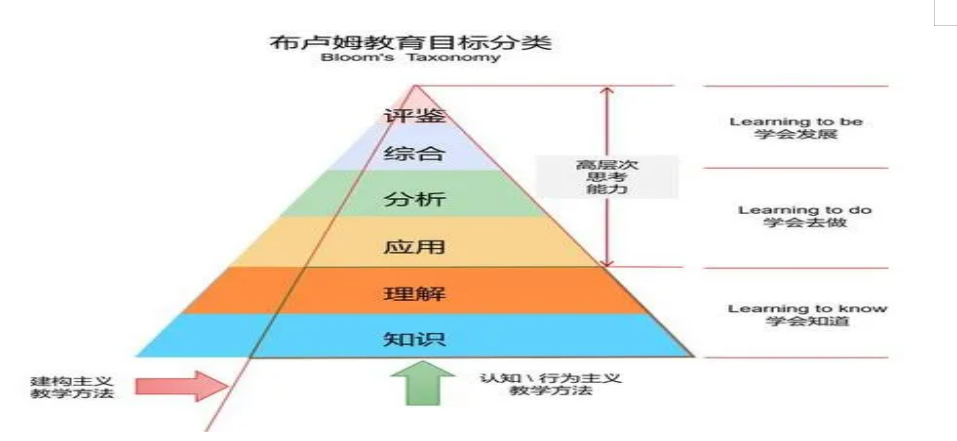 布卢姆教育目标分类
Bloom's Taxonomy
评鉴
综合
分析
应用
理解
知识
高层次
思考
能力
Learning to be
学会发展
Learning to do
学会去做
Learning to know
学会知道
建构主义
教学方法
认知\行为主义
教学方法